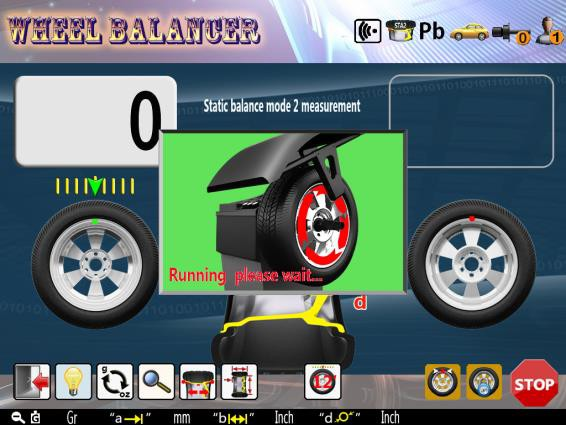 WHEEL BALANCER
STA2 Pb 0 1
0
Static balance mode 2 measurement
Running please wait...
d
g oz 12 STOP
Gr "a" mm "b" Inch "d" Inch